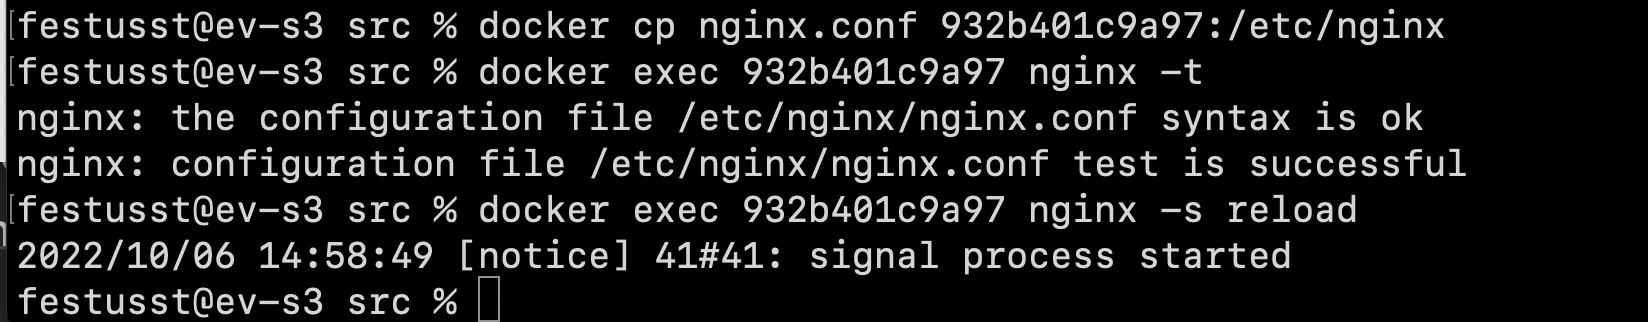 festusst@ev-s3 src % docker cp nginx.conf 932b401c9a97:/etc/nginx
festusst@ev-s3 src % docker exec 932b401c9a97 nginx -t
nginx: the configuration file /etc/nginx/nginx.conf syntax is ok
nginx: configuration file /etc/nginx/nginx.conf test is successful
festusst@ev-s3 src % docker exec 932b401c9a97 nginx -s reload
2022/10/06 14:58:49 [notice] 41#41: signal process started
festusst@ev-s3 src %